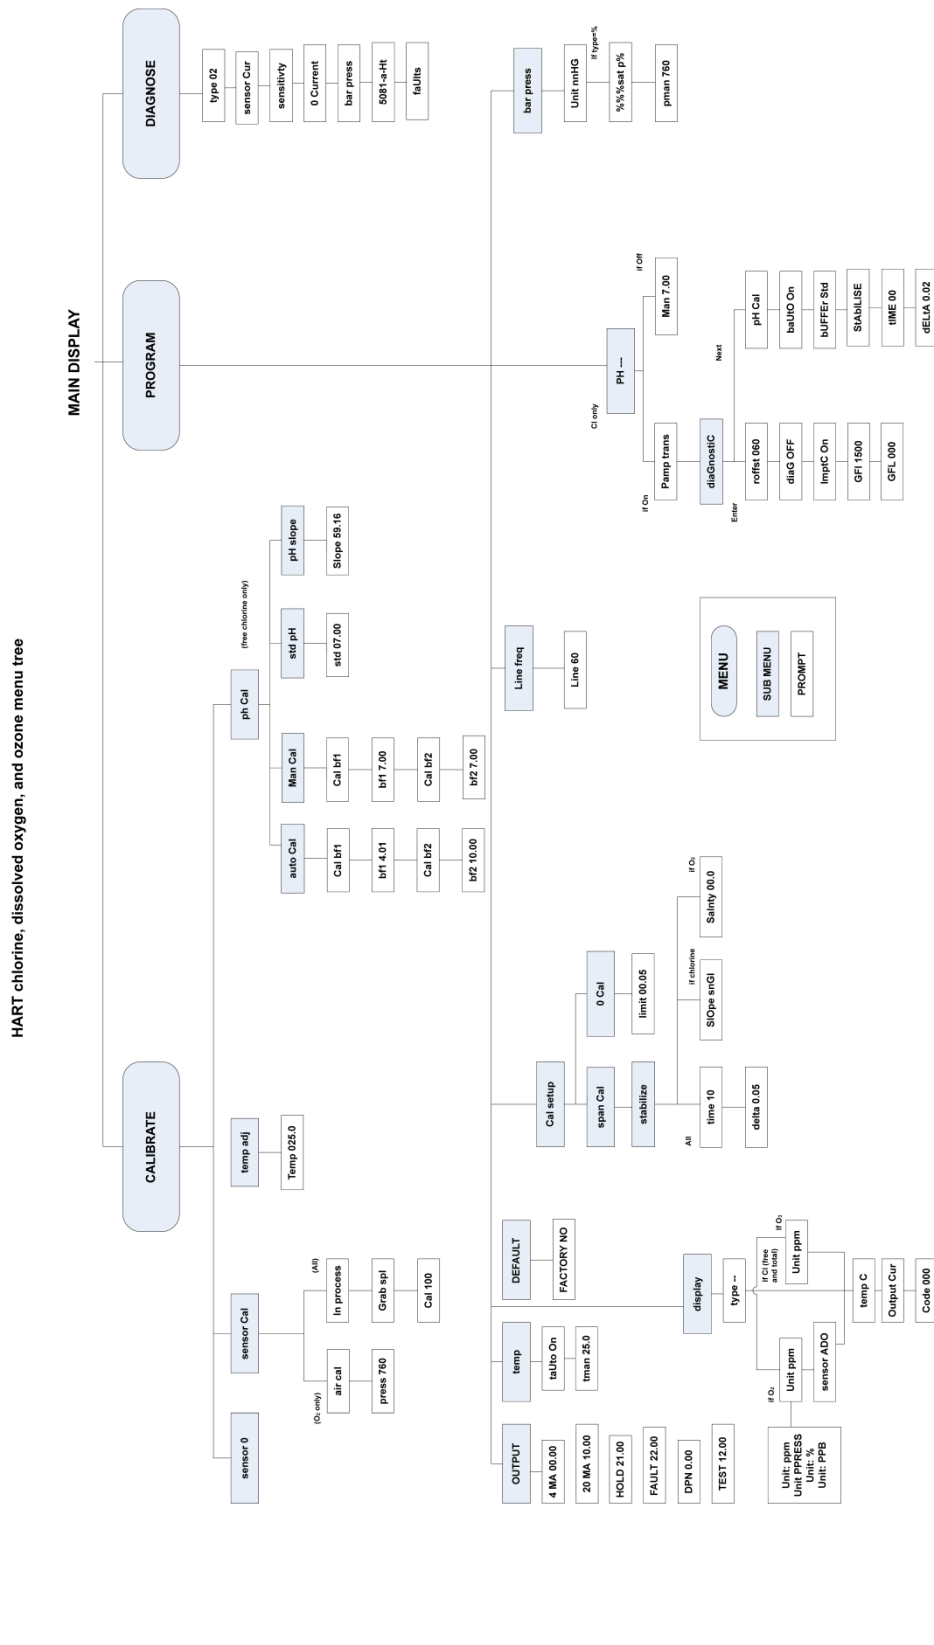 HART chlorine, dissolved oxygen, and ozone menu tree
MAIN DISPLAY
CALIBRATE
sensor 0
sensor Cal
(O₂ only)
air cal
press 760
(All)
In process
Grab spl
Cal 100
temp adj
Temp 025.0
ph Cal
(free chlorine only)
auto Cal
Cal bf1
bf1 4.01
Cal bf2
bf2 10.00
Man Cal
Cal bf1
bf1 7.00
Cal bf2
bf2 7.00
std pH
std 07.00
pH slope
Slope 59.16
PROGRAM
OUTPUT
4 MA 00.00
20 MA 10.00
HOLD 21.00
FAULT 22.00
DPN 0.00
TEST 12.00
temp
taUto On
tman 25.0
DEFAULT
FACTORY NO
display
type --
if O₂
Unit ppm
Unit: ppm
Unit PPRESS
Unit: %
Unit: PPB
sensor ADO
If Cl (free
and total)
if O₃
Unit ppm
temp C
Output Cur
Code 000
Cal setup
span Cal
stabilize
All
time 10
delta 0.05
if chlorine
SlOpe snGl
if O₂
Salnty 00.0
0 Cal
limit 00.05
Line freq
Line 60
Cl only
PH ---
if On
Pamp trans
diaGnostiC
Enter
roffst 060
diaG OFF
ImptC On
GFI 1500
GFL 000
Next
pH Cal
baUtO On
bUFFEr Std
StAbILISE
tIME 00
dELtA 0.02
if Off
Man 7.00
bar press
Unit nnHG
If type=%
%%%sat p%
pman 760
DIAGNOSE
type 02
sensor Cur
sensitivty
0 Current
bar press
5081-a-Ht
faUlts
MENU
SUB MENU
PROMPT